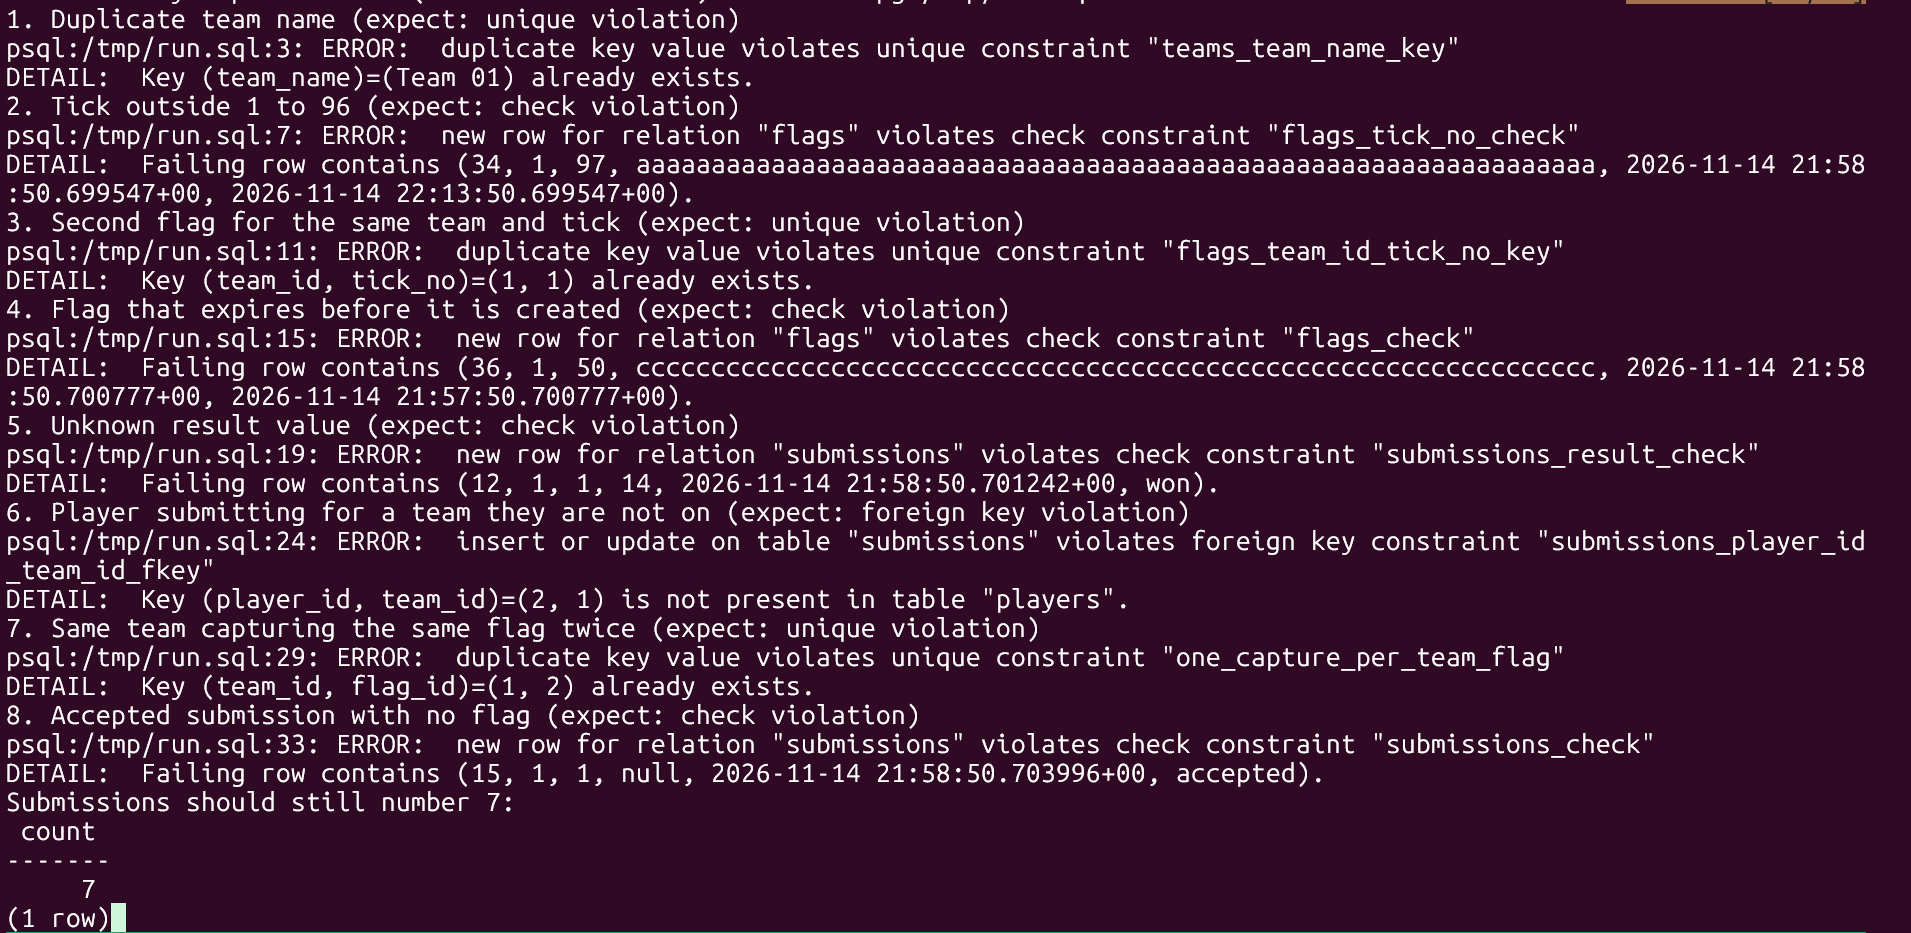 1. Duplicate team name (expect: unique violation)
psql:/tmp/run.sql:3: ERROR:  duplicate key value violates unique constraint "teams_team_name_key"
DETAIL:  Key (team_name)=(Team 01) already exists.
2. Tick outside 1 to 96 (expect: check violation)
psql:/tmp/run.sql:7: ERROR:  new row for relation "flags" violates check constraint "flags_tick_no_check"
DETAIL:  Failing row contains (34, 1, 97, aaaaaaaaaaaaaaaaaaaaaaaaaaaaaaaaaaaaaaaaaaaaaaaaaaaaaaaaaaaaaaaa, 2026-11-14 21:58
:50.699547+00, 2026-11-14 22:13:50.699547+00).
3. Second flag for the same team and tick (expect: unique violation)
psql:/tmp/run.sql:11: ERROR:  duplicate key value violates unique constraint "flags_team_id_tick_no_key"
DETAIL:  Key (team_id, tick_no)=(1, 1) already exists.
4. Flag that expires before it is created (expect: check violation)
psql:/tmp/run.sql:15: ERROR:  new row for relation "flags" violates check constraint "flags_check"
DETAIL:  Failing row contains (36, 1, 50, cccccccccccccccccccccccccccccccccccccccccccccccccccccccccccccccc, 2026-11-14 21:58
:50.700777+00, 2026-11-14 21:57:50.700777+00).
5. Unknown result value (expect: check violation)
psql:/tmp/run.sql:19: ERROR:  new row for relation "submissions" violates check constraint "submissions_result_check"
DETAIL:  Failing row contains (12, 1, 1, 14, 2026-11-14 21:58:50.701242+00, won).
6. Player submitting for a team they are not on (expect: foreign key violation)
psql:/tmp/run.sql:24: ERROR:  insert or update on table "submissions" violates foreign key constraint "submissions_player_id
_team_id_fkey"
DETAIL:  Key (player_id, team_id)=(2, 1) is not present in table "players".
7. Same team capturing the same flag twice (expect: unique violation)
psql:/tmp/run.sql:29: ERROR:  duplicate key value violates unique constraint "one_capture_per_team_flag"
DETAIL:  Key (team_id, flag_id)=(1, 2) already exists.
8. Accepted submission with no flag (expect: check violation)
psql:/tmp/run.sql:33: ERROR:  new row for relation "submissions" violates check constraint "submissions_check"
DETAIL:  Failing row contains (15, 1, 1, null, 2026-11-14 21:58:50.703996+00, accepted).
Submissions should still number 7:
 count
-------
     7
(1 row)